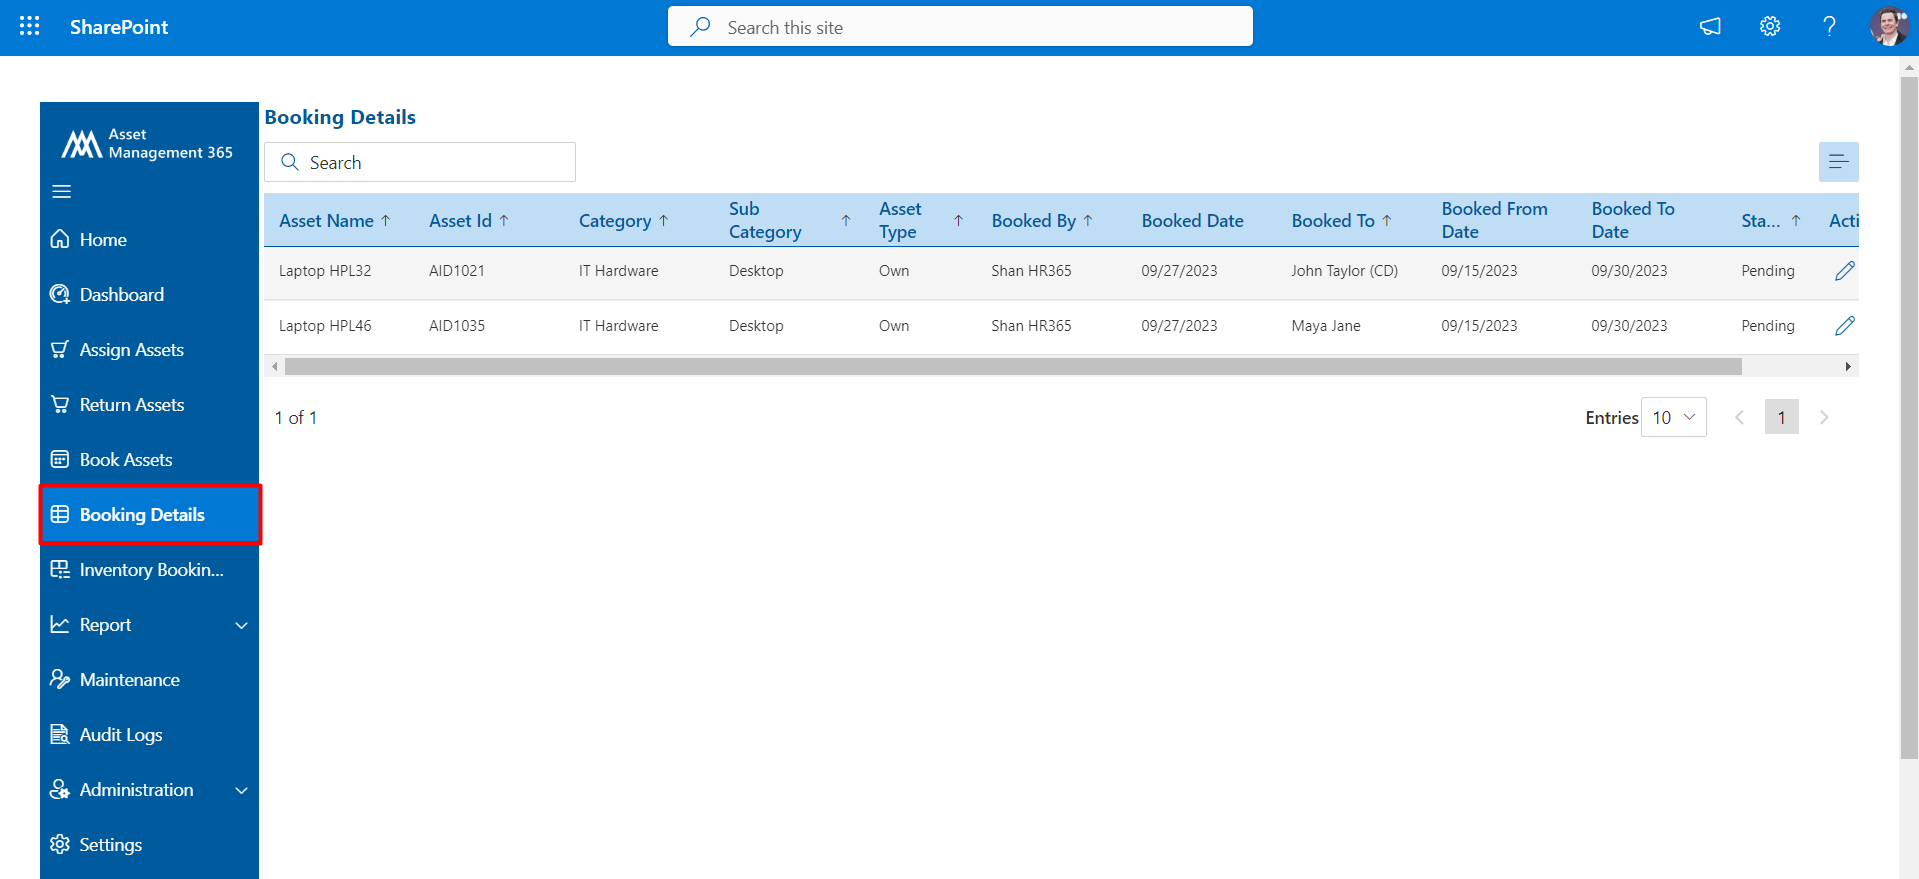 SharePoint
Search this site
Asset
Management 365
Home
Dashboard
Assign Assets
Return Assets
Book Assets
Booking Details
Inventory Bookin...
Report
Maintenance
Audit Logs
Administration
Settings
Booking Details
Search
Asset Name Asset Id Category Sub Category Asset Type Booked By Booked Date Booked To Booked From Date Booked To Date Sta... Acti
Laptop HPL32 AID1021 IT Hardware Desktop Own Shan HR365 09/27/2023 John Taylor (CD) 09/15/2023 09/30/2023 Pending
Laptop HPL46 AID1035 IT Hardware Desktop Own Shan HR365 09/27/2023 Maya Jane 09/15/2023 09/30/2023 Pending
1 of 1
Entries 10 1